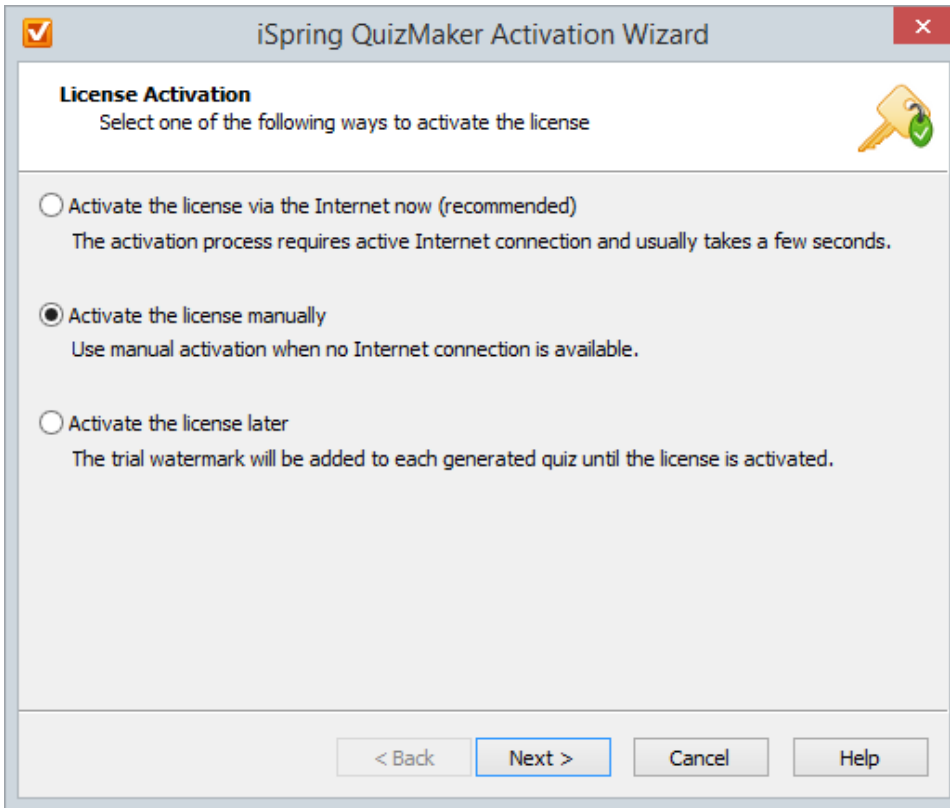 iSpring QuizMaker Activation Wizard
License Activation
Select one of the following ways to activate the license
Activate the license via the Internet now (recommended)
The activation process requires active Internet connection and usually takes a few seconds.
Activate the license manually
Use manual activation when no Internet connection is available.
Activate the license later
The trial watermark will be added to each generated quiz until the license is activated.
< Back Next > Cancel Help